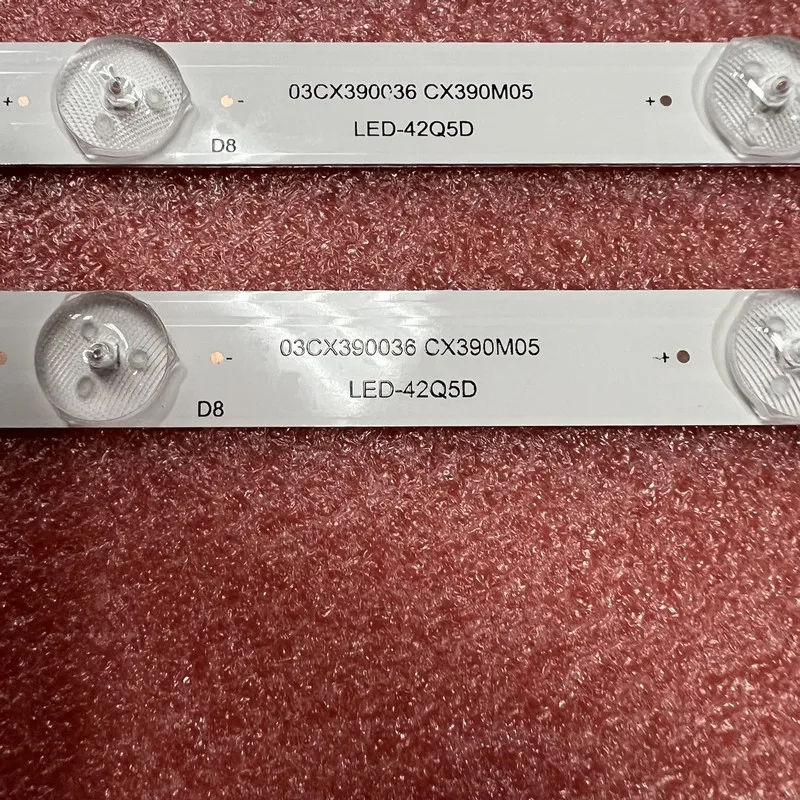 + - 03CX390036 CX390M05 +
LED-42Q5D
D8
- 03CX390036 CX390M05 +
LED-42Q5D
D8